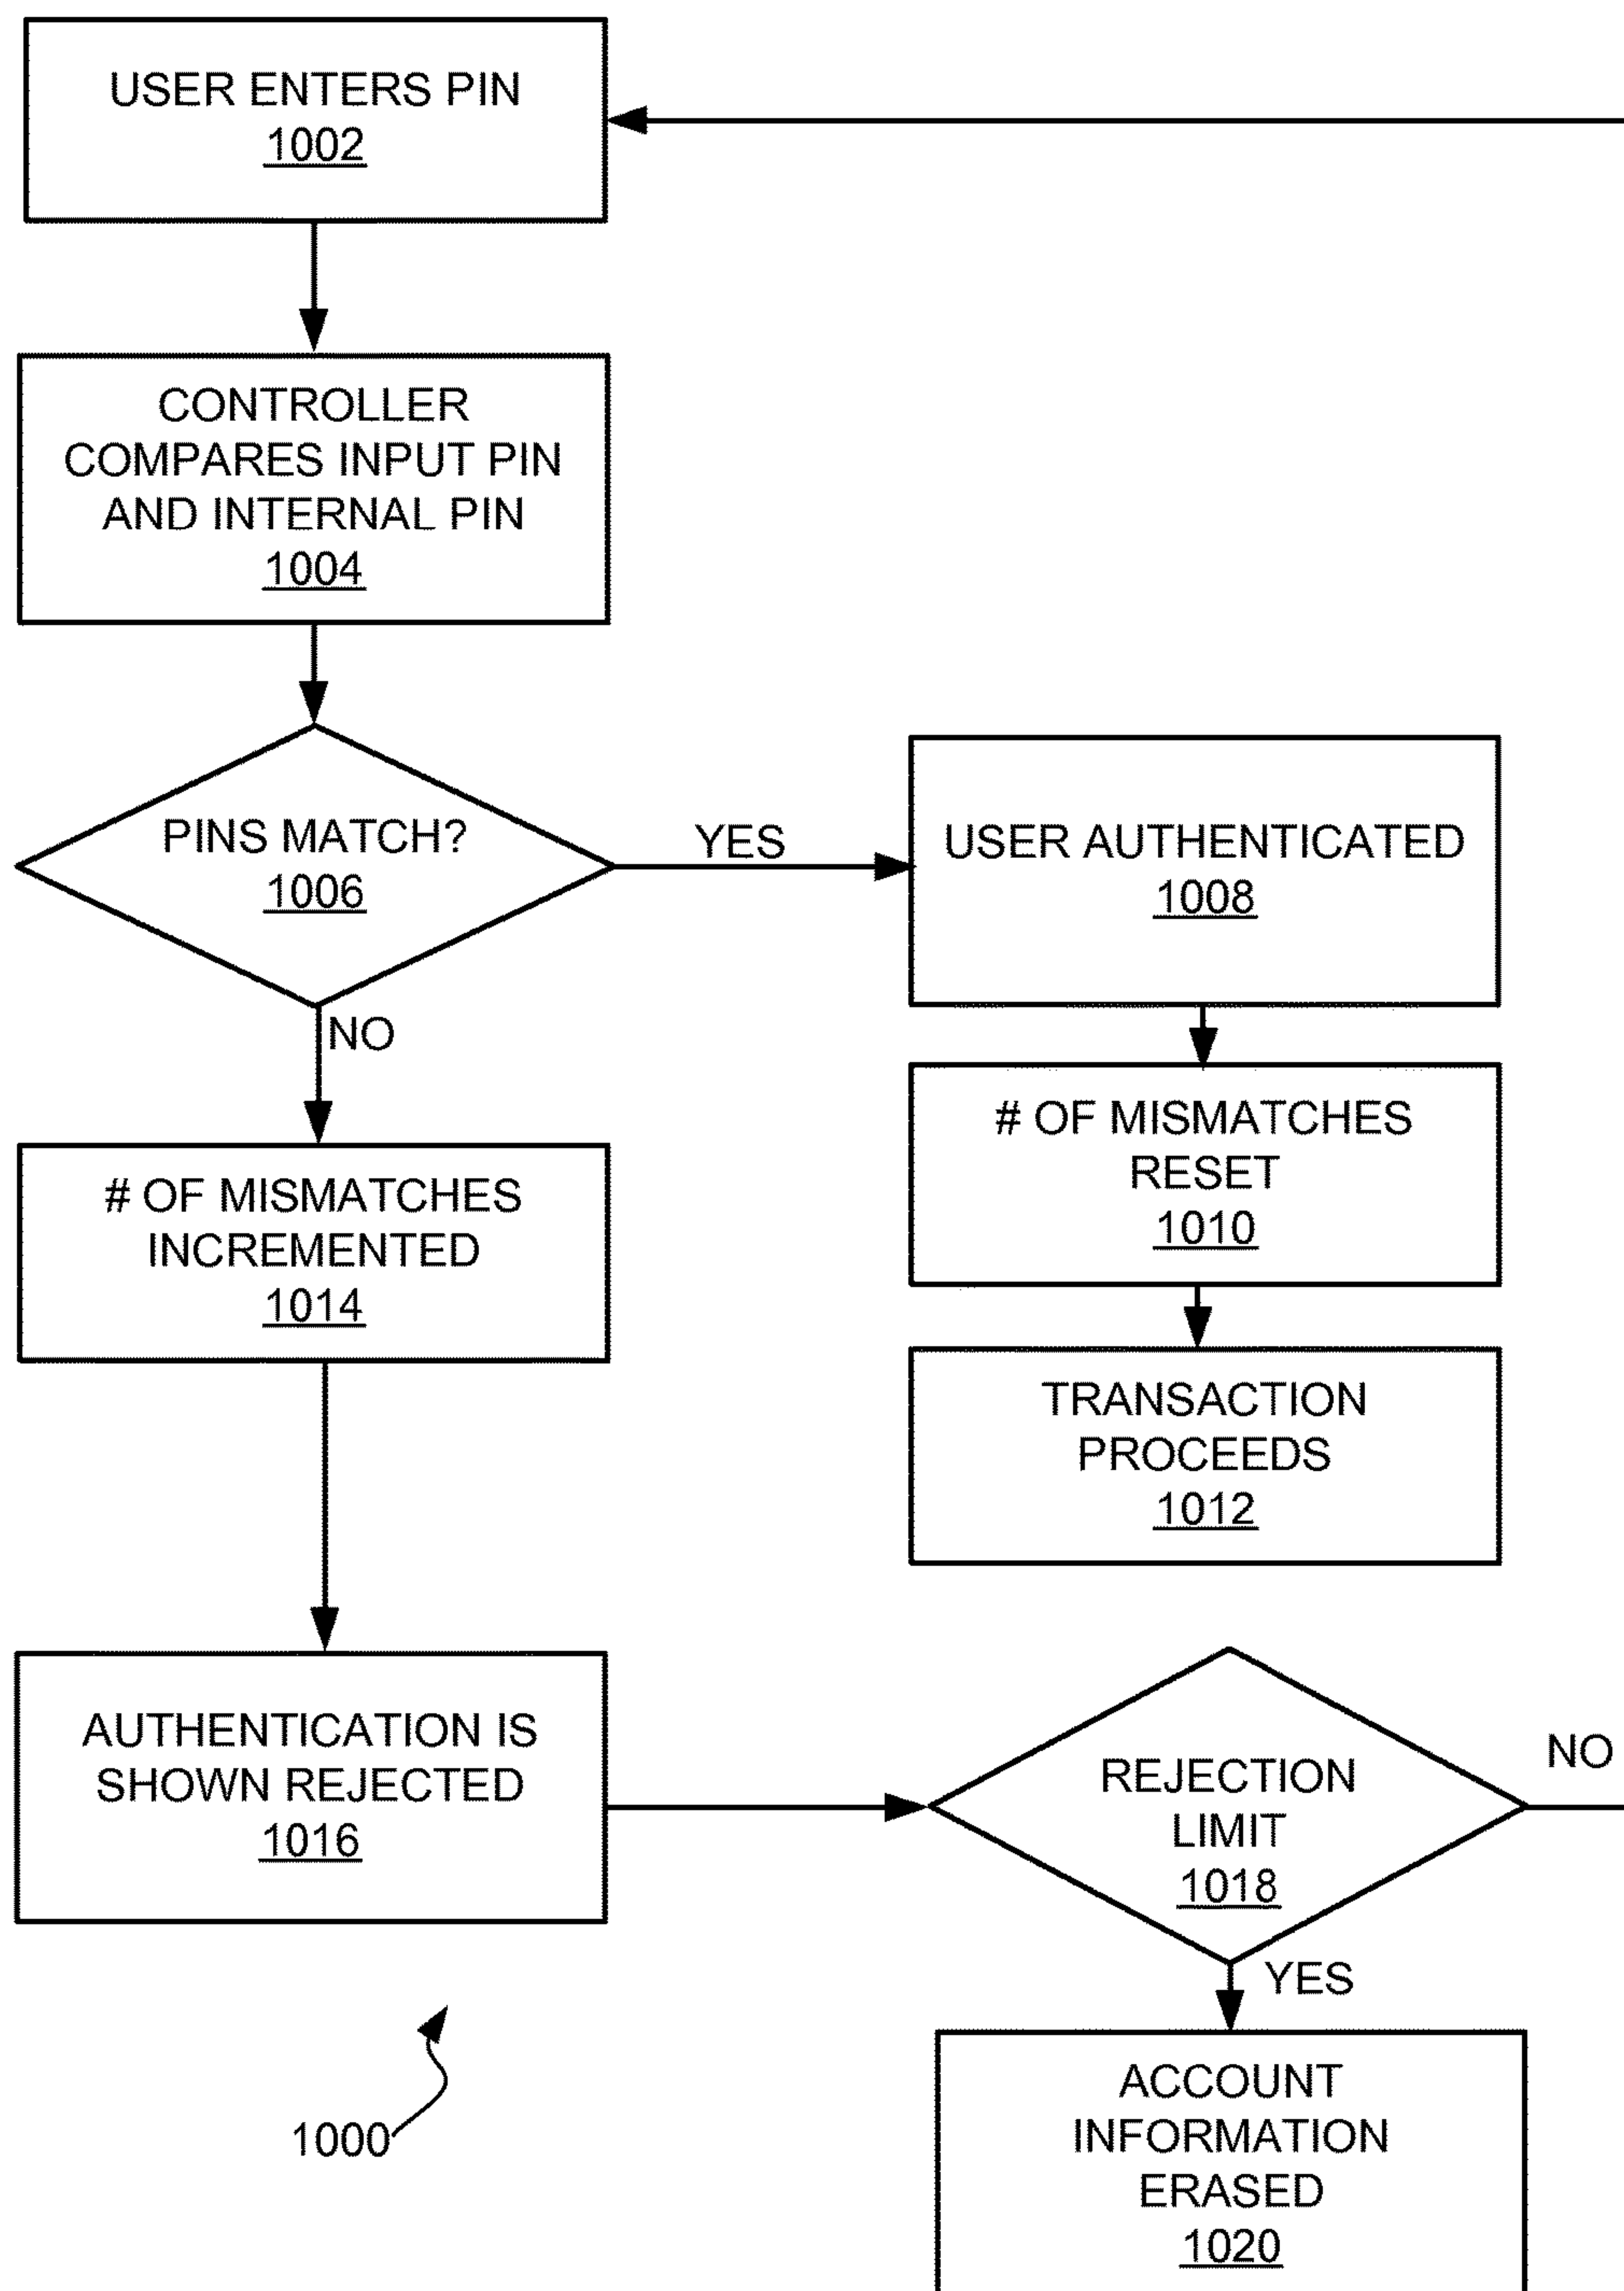 USER ENTERS PIN
1002
CONTROLLER
COMPARES INPUT PIN
AND INTERNAL PIN
1004
PINS MATCH?
1006
YES
USER AUTHENTICATED
1008
NO
# OF MISMATCHES
RESET
1010
# OF MISMATCHES
INCREMENTED
1014
TRANSACTION
PROCEEDS
1012
AUTHENTICATION IS
SHOWN REJECTED
1016
REJECTION
LIMIT
1018
NO
YES
ACCOUNT
INFORMATION
ERASED
1020
1000